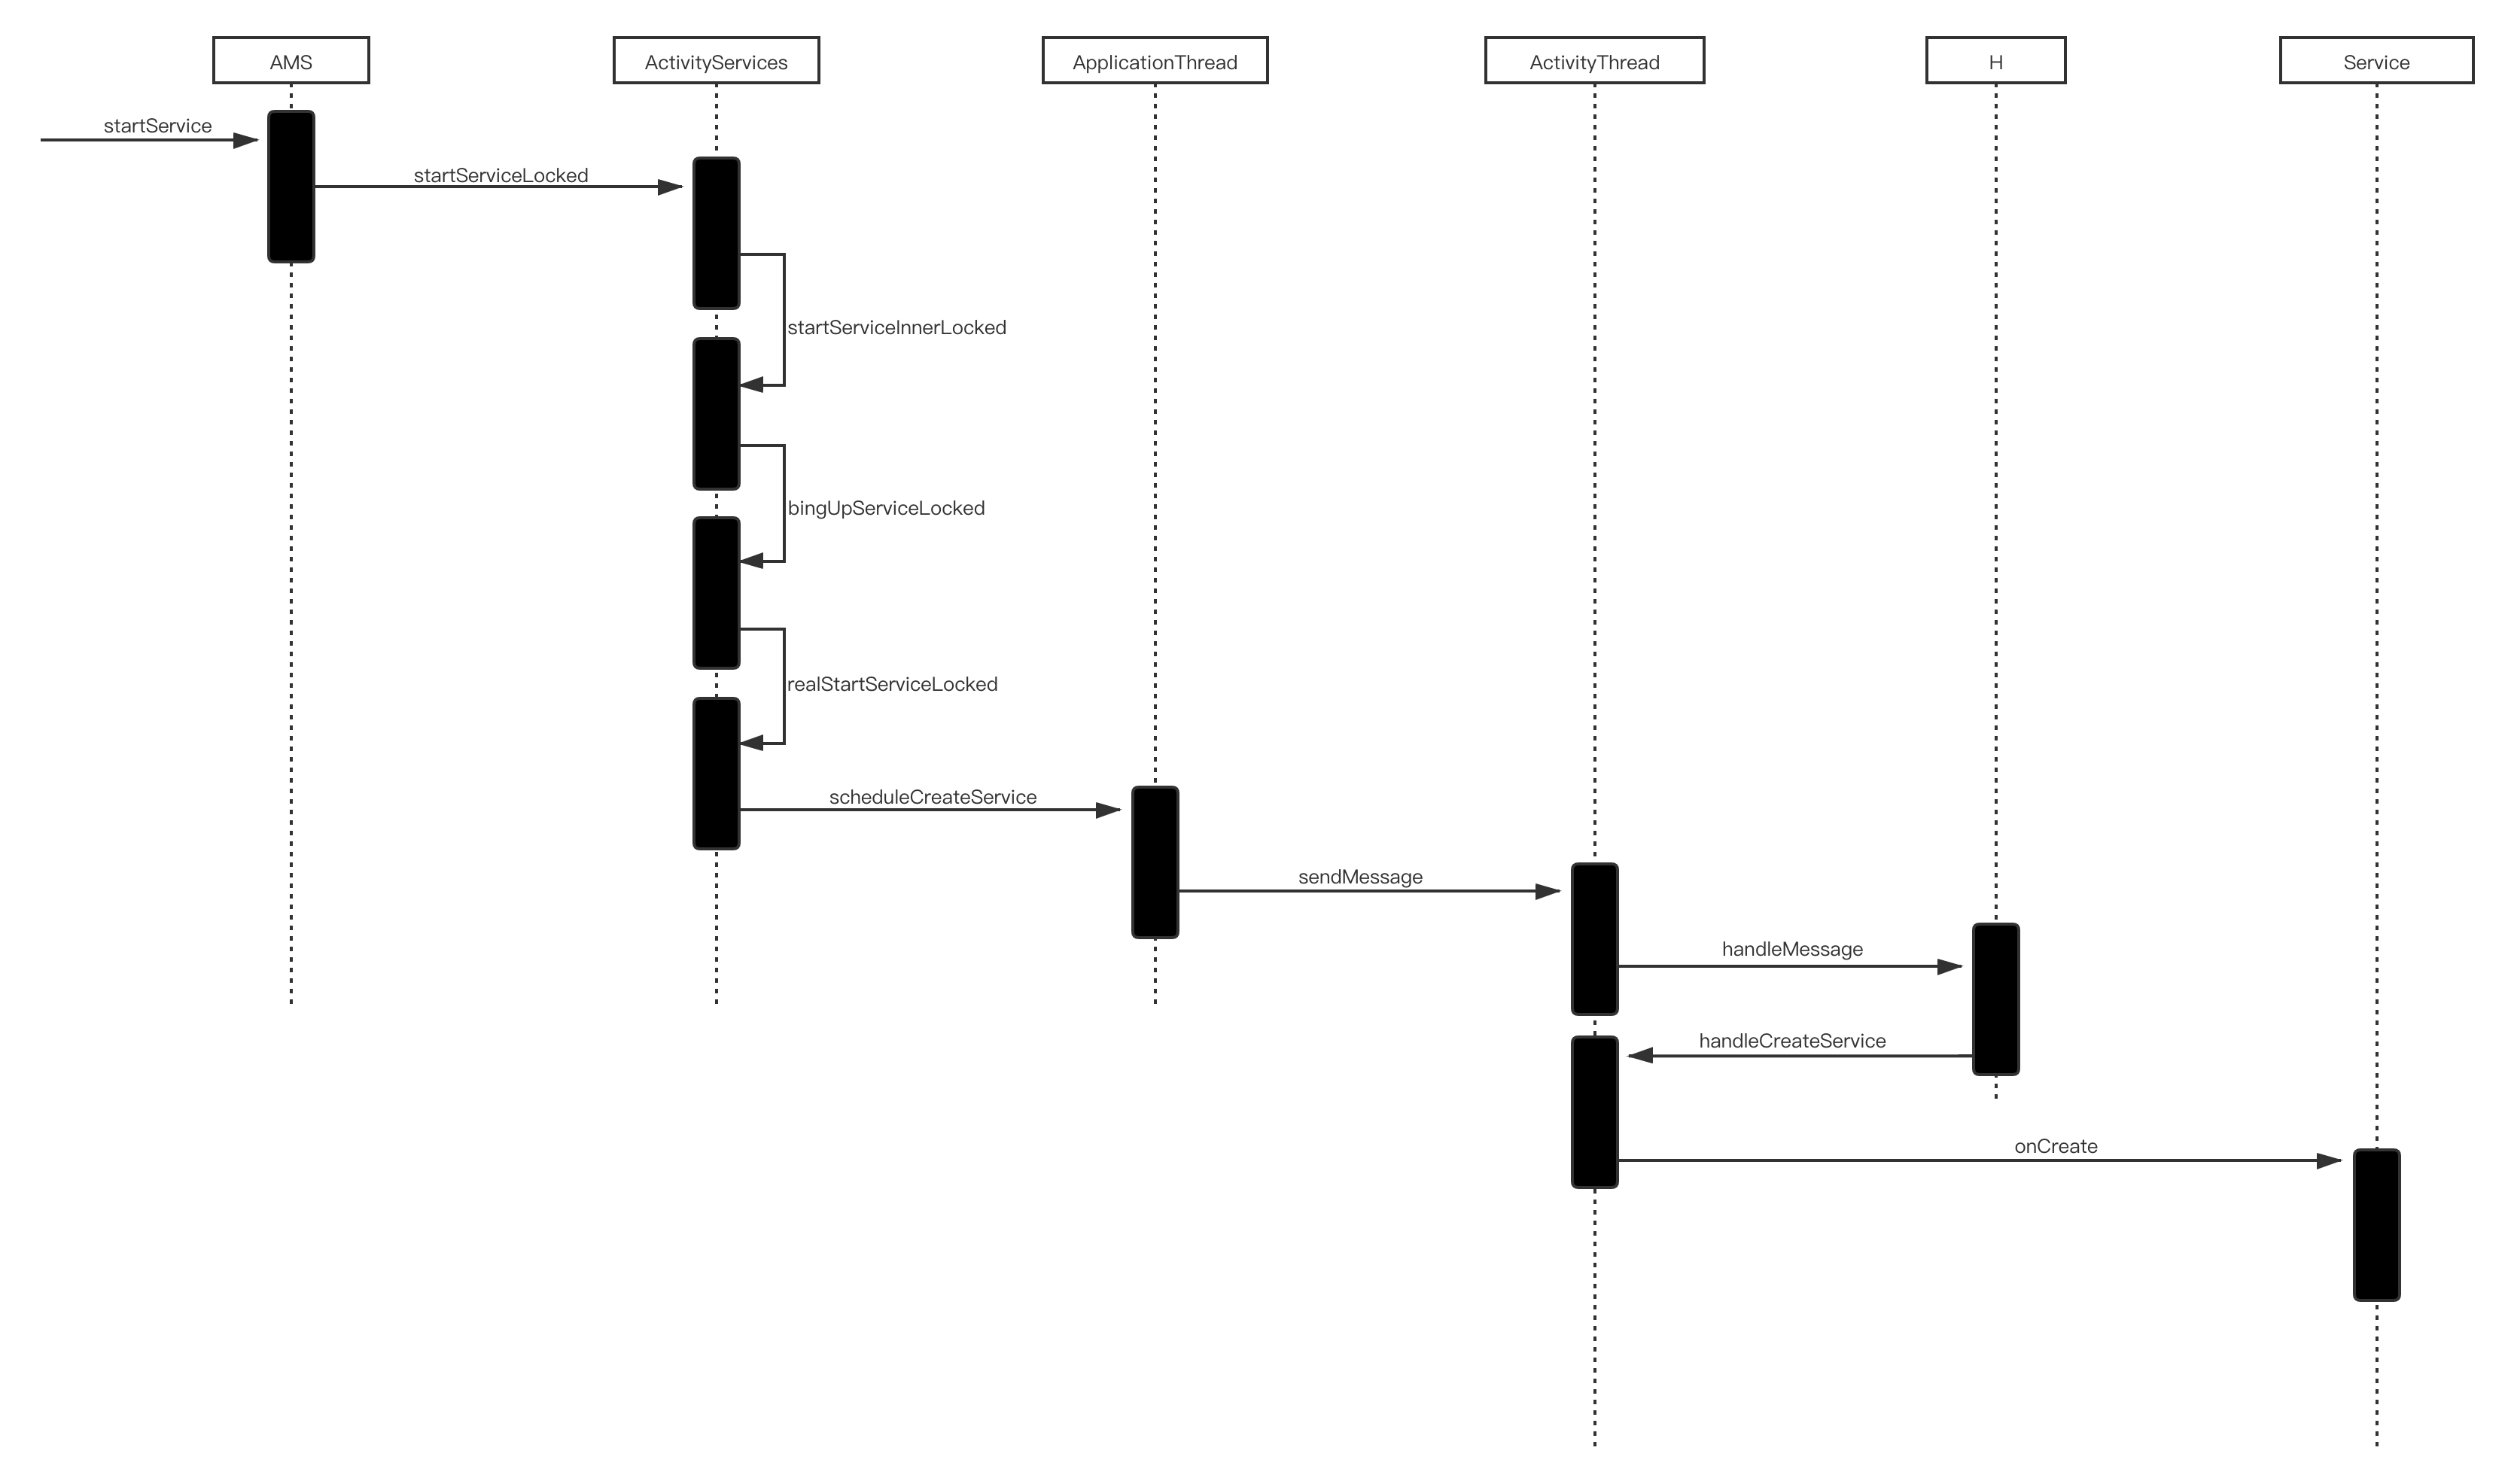 AMS
ActivityServices
ApplicationThread
ActivityThread
H
Service
startService
startServiceLocked
startServiceInnerLocked
bingUpServiceLocked
realStartServiceLocked
scheduleCreateService
sendMessage
handleMessage
handleCreateService
onCreate